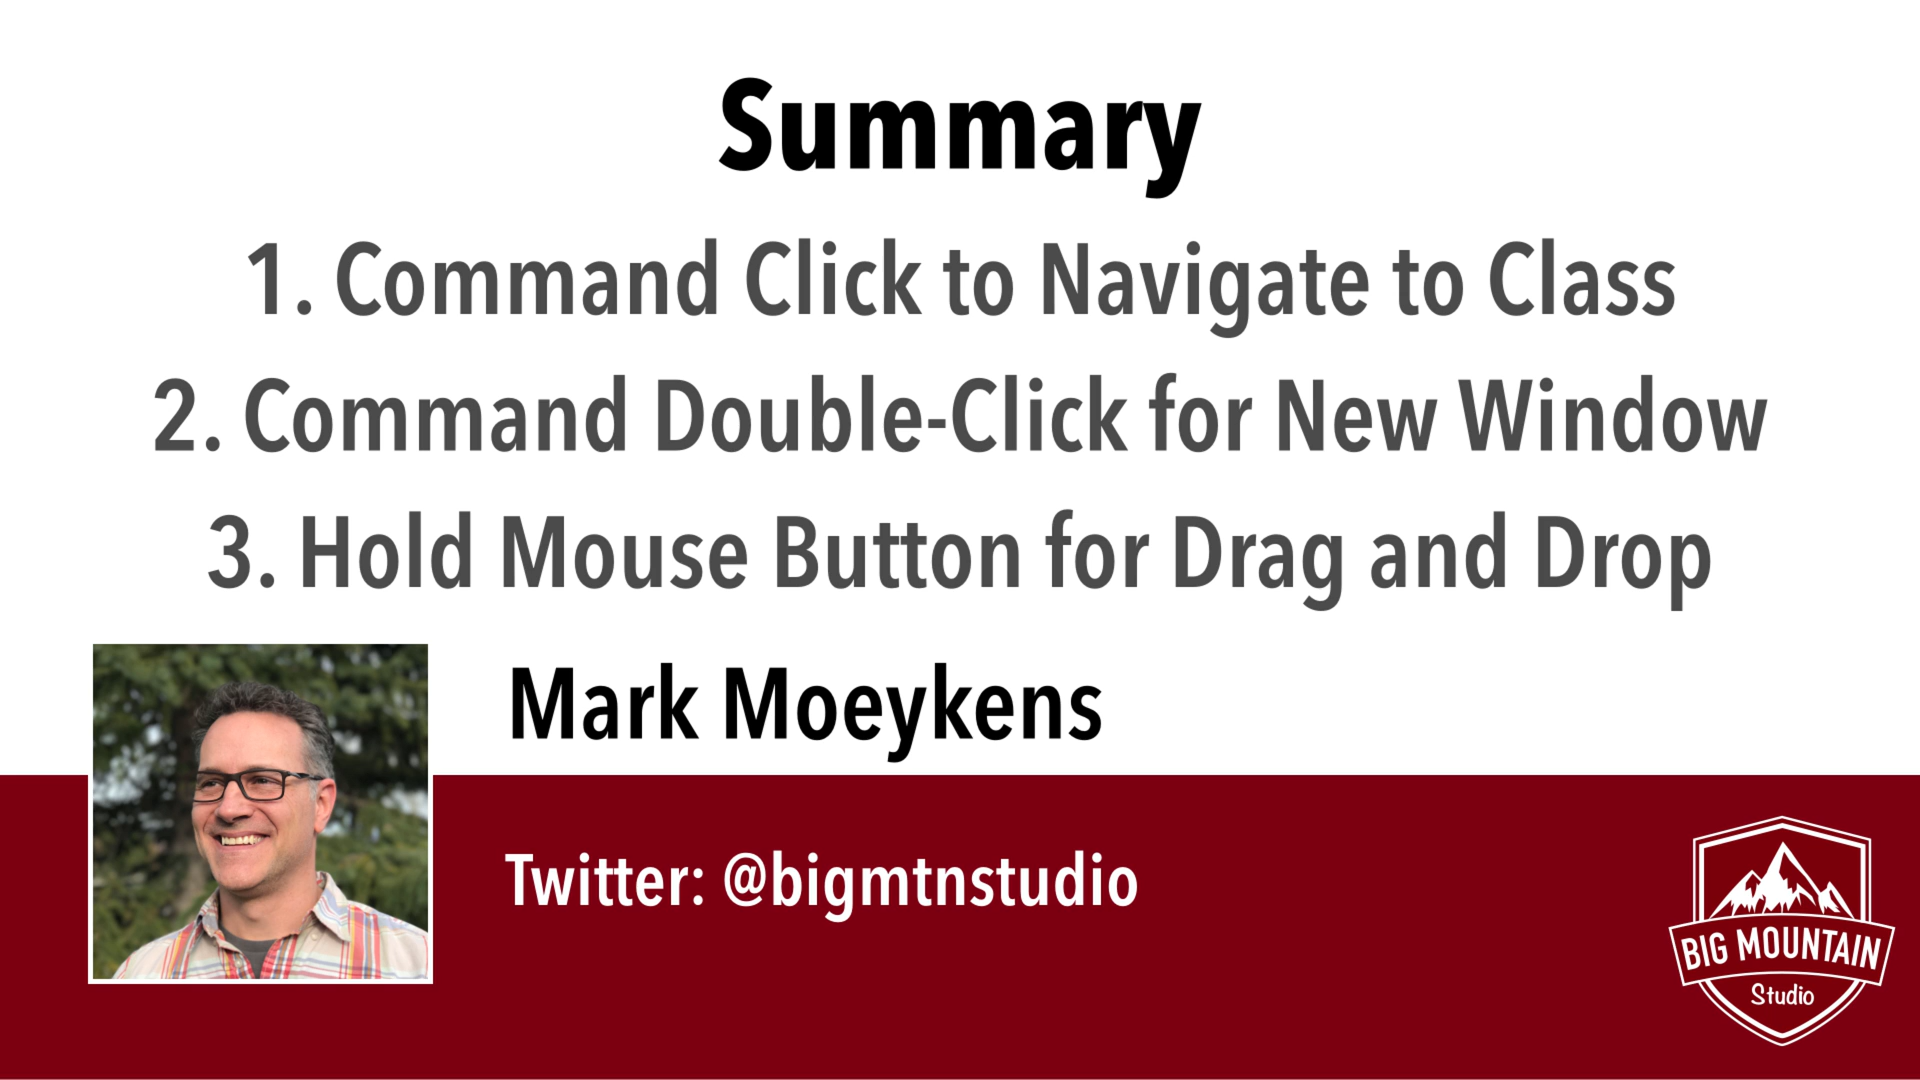 Summary
1. Command Click to Navigate to Class
2. Command Double-Click for New Window
3. Hold Mouse Button for Drag and Drop
Mark Moeykens
Twitter: @bigmtnstudio
BIG MOUNTAIN
Studio